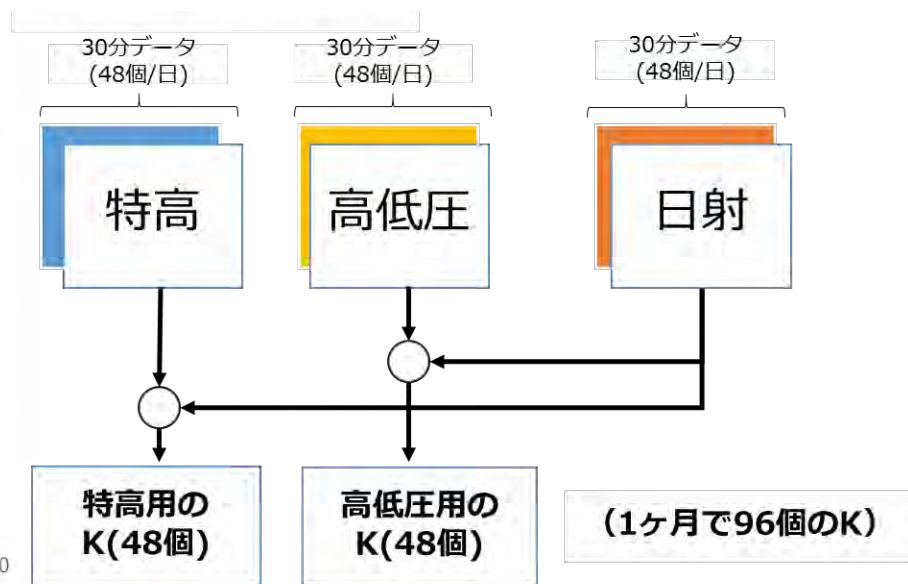 30分データ
(48個/日)
30分データ
(48個/日)
30分データ
(48個/日)
特高
高低圧
日射
特高用の
K(48個)
高低圧用の
K(48個)
（1ヶ月で96個のK）
0